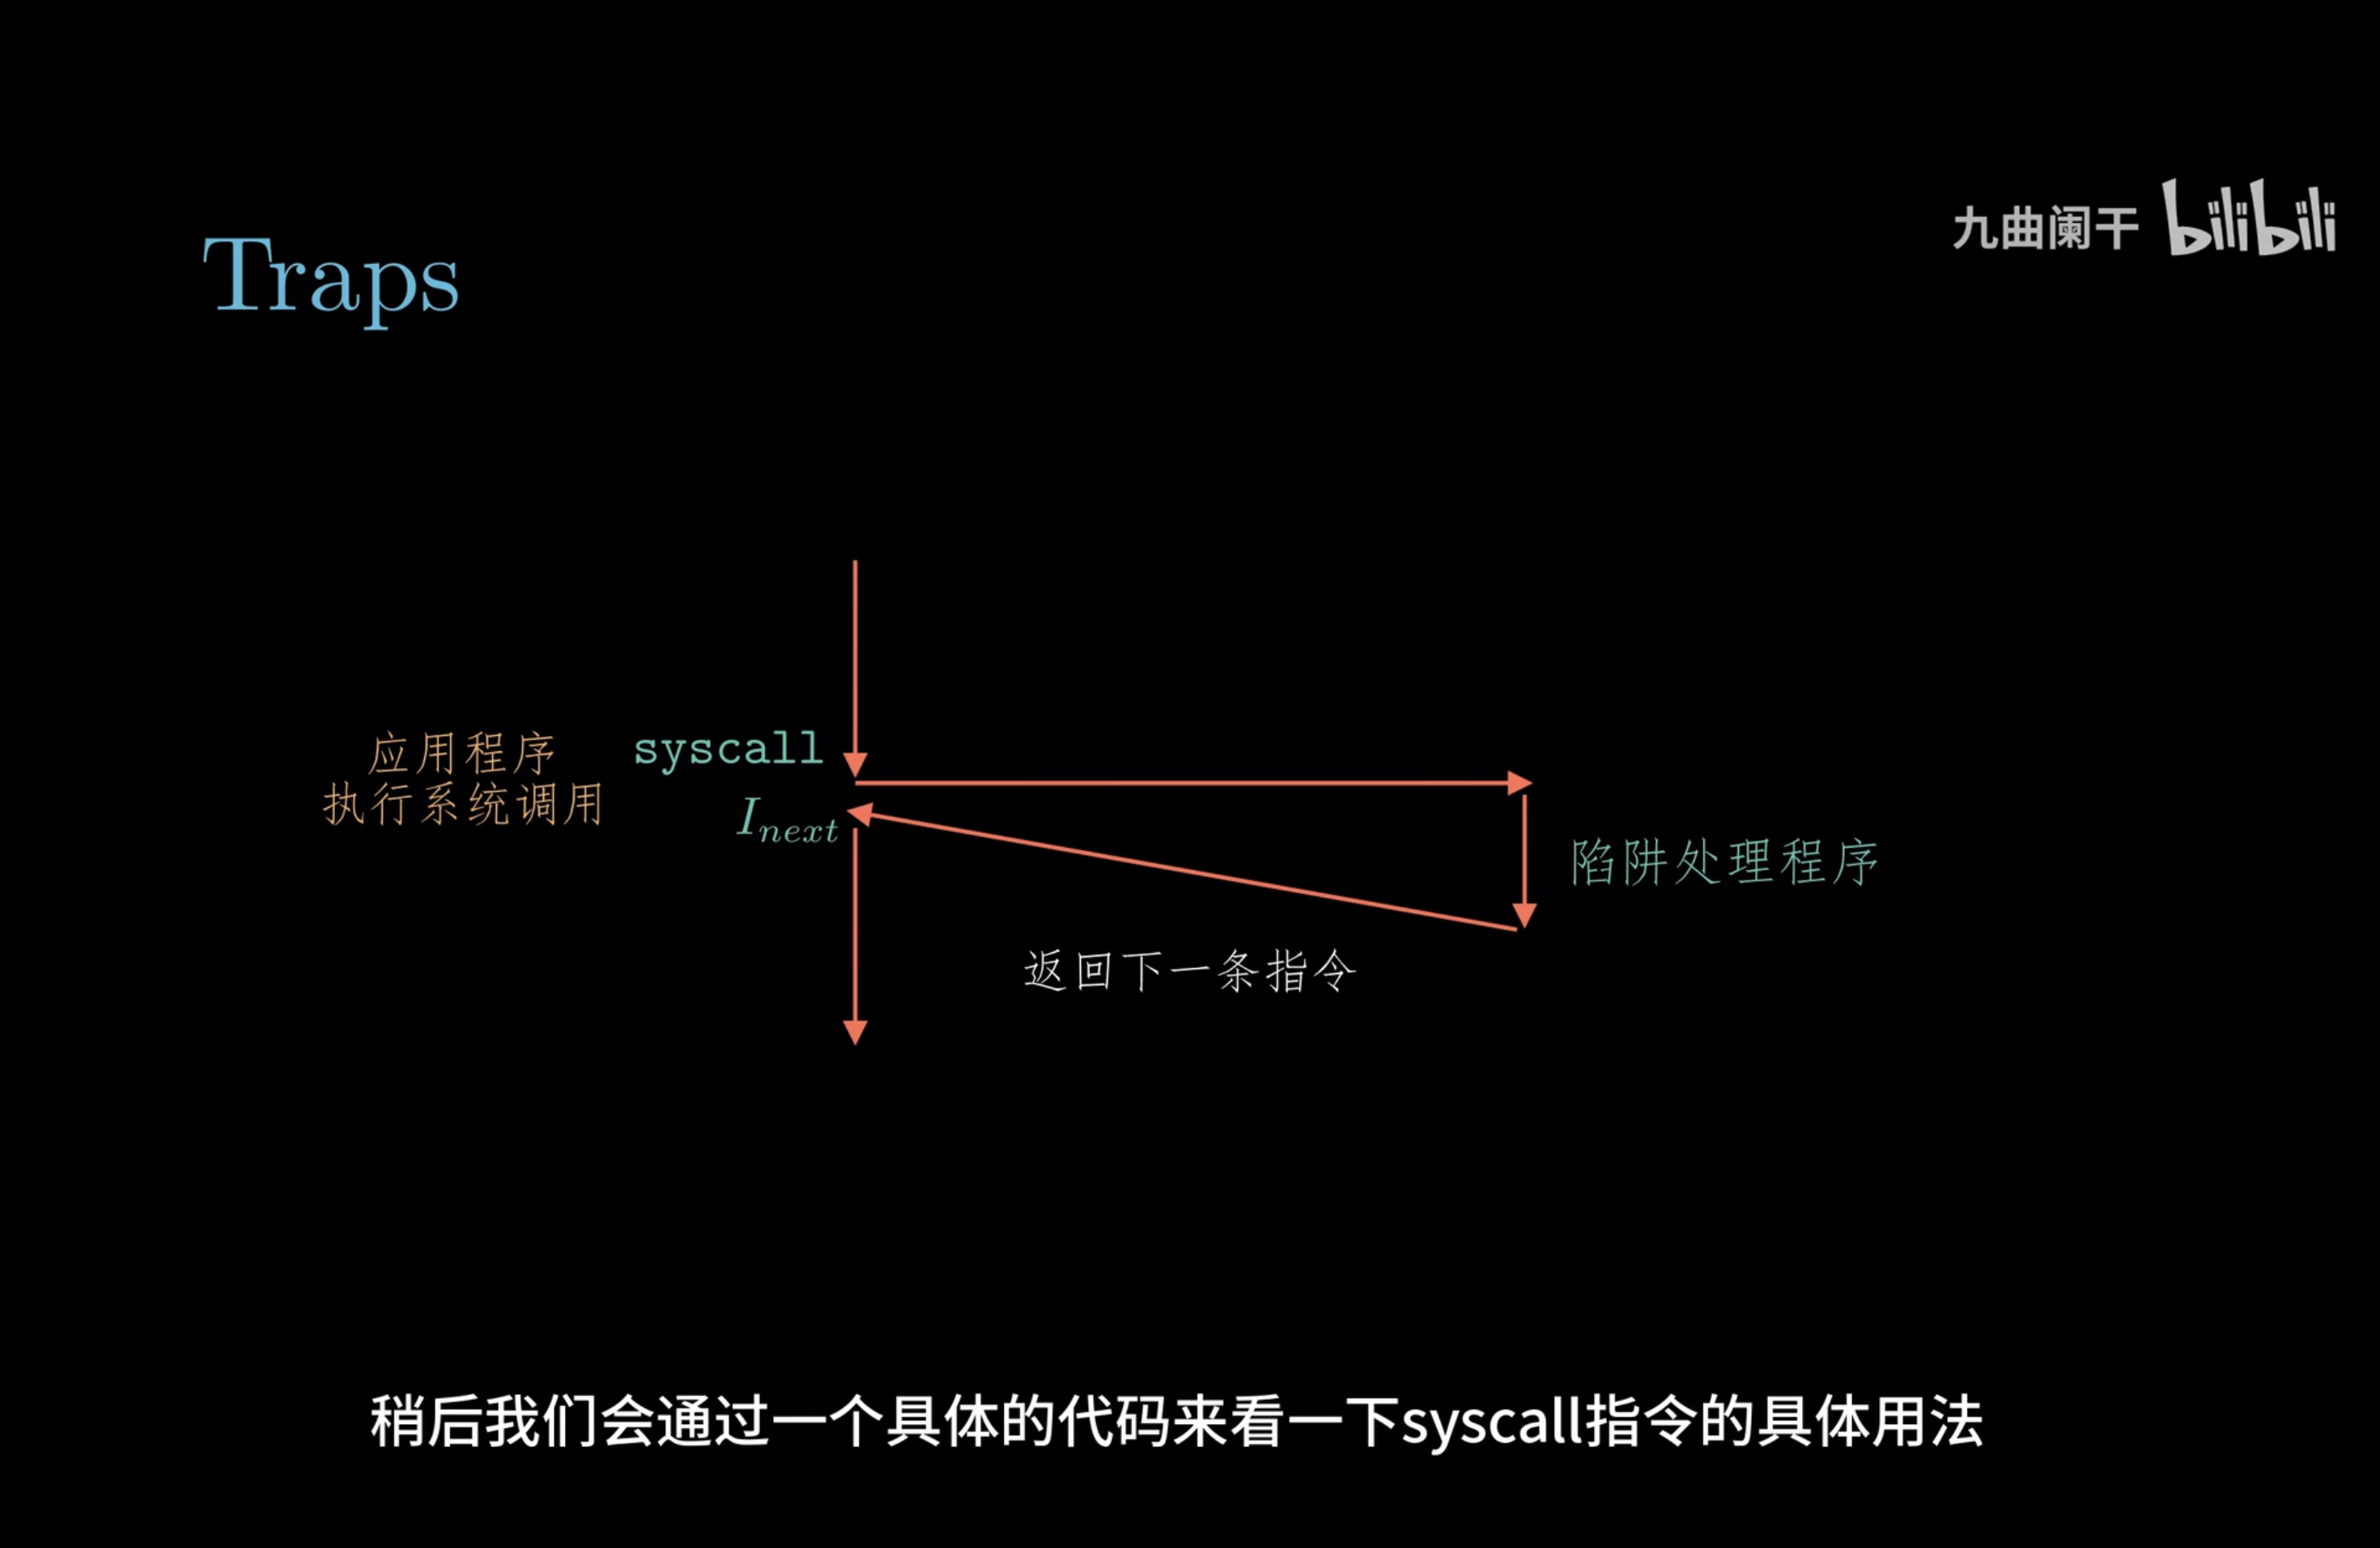 九曲阑干 bilibili
Traps
应用程序
执行系统调用
syscall
Inext
陷阱处理程序
返回下一条指令
稍后我们会通过一个具体的代码来看一下syscall指令的具体用法